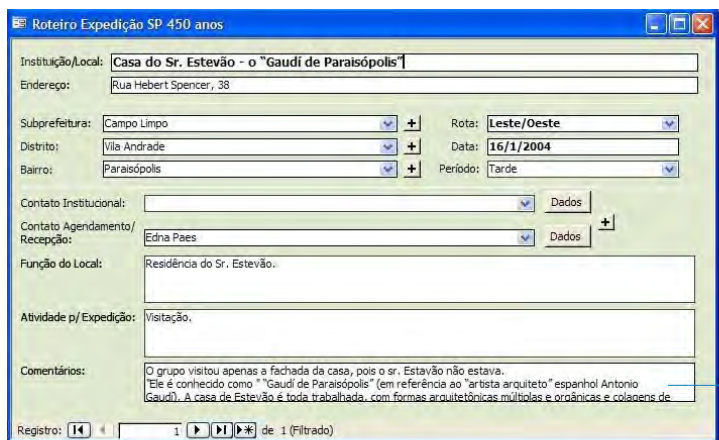 Roteiro Expedição SP 450 anos
Instituição/Local: Casa do Sr. Estevão - o "Gaudí de Paraisópolis"
Endereço: Rua Hebert Spencer, 38
Subprefeitura: Campo Limpo + Rota: Leste/Oeste
Distrito: Vila Andrade + Data: 16/1/2004
Bairro: Paraisópolis + Período: Tarde
Contato Institucional: Dados
+
Contato Agendamento/
Recepção: Edna Paes Dados
Função do Local: Residência do Sr. Estevão.
Atividade p/ Expedição: Visitação.
Comentários: O grupo visitou apenas a fachada da casa, pois o sr. Estavão não estava.
"Ele é conhecido como " "Gaudí de Paraisópolis" (em referência ao "artista arquiteto" espanhol Antonio
Gaudí). A casa de Estevão é toda trabalhada, com formas arquitetônicas múltiplas e orgânicas e colagens de
Registro: 1 de 1 (Filtrado)